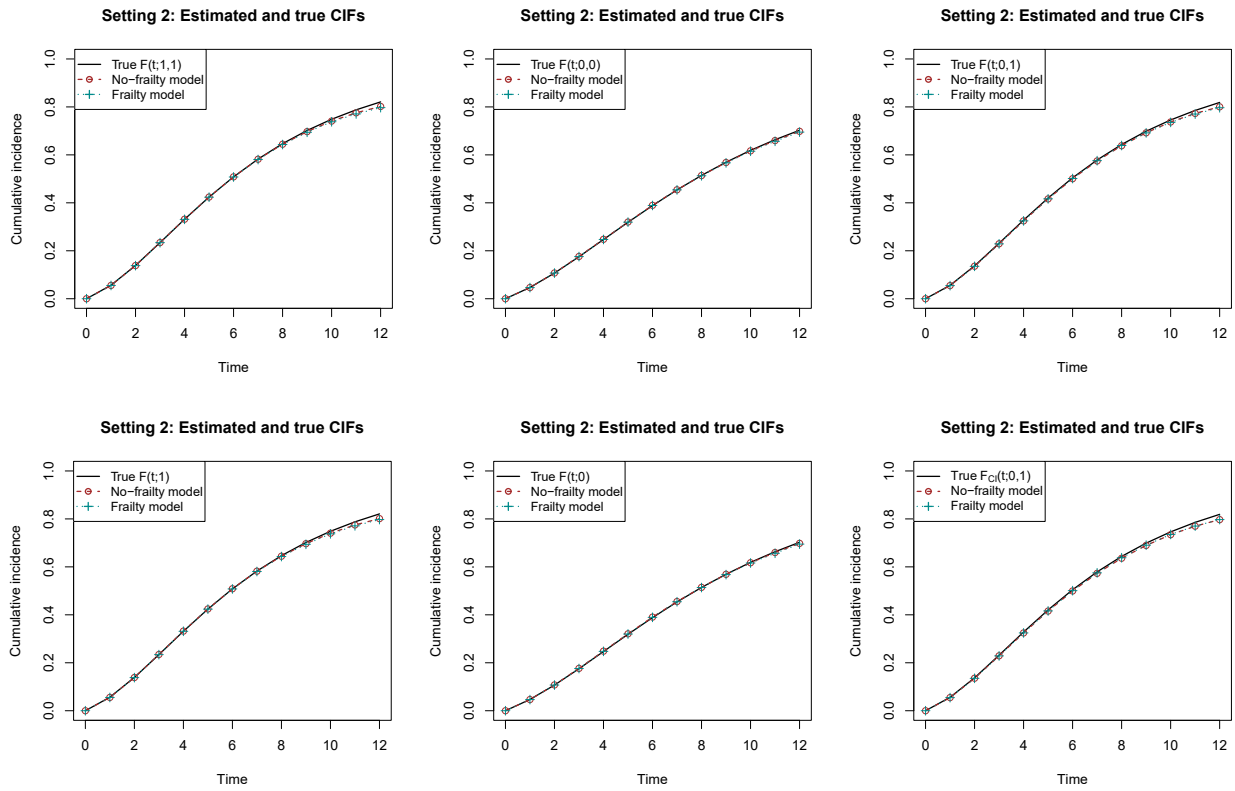 Setting 2: Estimated and true CIFs
Cumulative incidence
1.0
0.8
0.6
0.4
0.2
0.0
True F(t;1,1)
No−frailty model
Frailty model
0 2 4 6 8 10 12
Time
Setting 2: Estimated and true CIFs
Cumulative incidence
1.0
0.8
0.6
0.4
0.2
0.0
True F(t;0,0)
No−frailty model
Frailty model
0 2 4 6 8 10 12
Time
Setting 2: Estimated and true CIFs
Cumulative incidence
1.0
0.8
0.6
0.4
0.2
0.0
True F(t;0,1)
No−frailty model
Frailty model
0 2 4 6 8 10 12
Time
Setting 2: Estimated and true CIFs
Cumulative incidence
1.0
0.8
0.6
0.4
0.2
0.0
True F(t;1)
No−frailty model
Frailty model
0 2 4 6 8 10 12
Time
Setting 2: Estimated and true CIFs
Cumulative incidence
1.0
0.8
0.6
0.4
0.2
0.0
True F(t;0)
No−frailty model
Frailty model
0 2 4 6 8 10 12
Time
Setting 2: Estimated and true CIFs
Cumulative incidence
1.0
0.8
0.6
0.4
0.2
0.0
True F_CI(t;0,1)
No−frailty model
Frailty model
0 2 4 6 8 10 12
Time